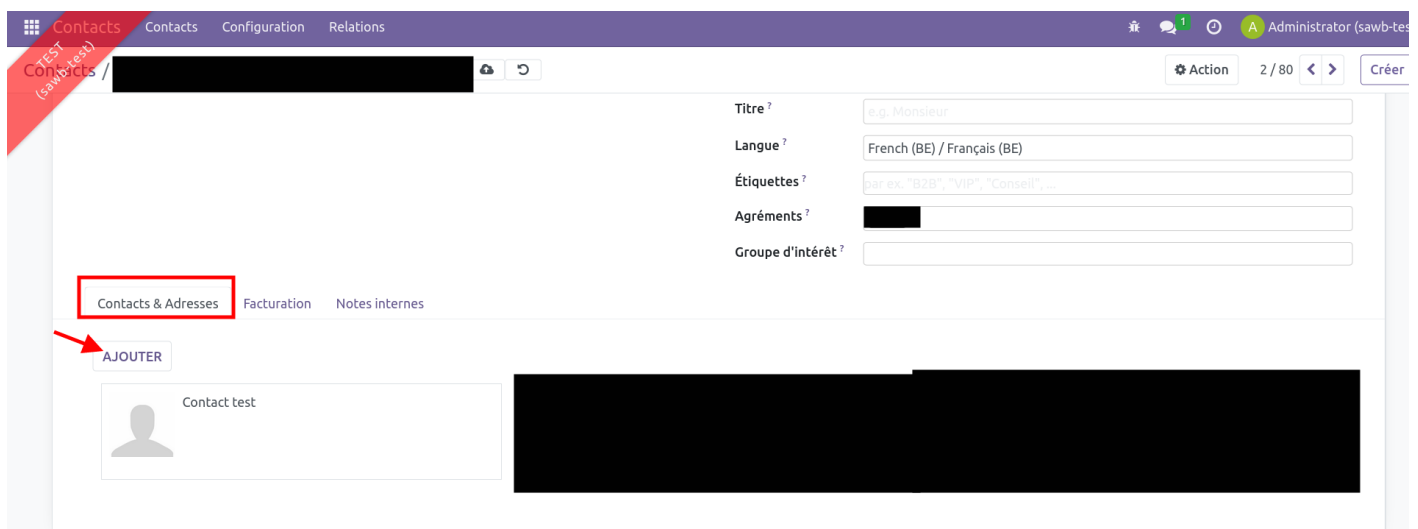 Contacts Contacts Configuration Relations 1 A Administrator (sawb-tes
TEST
(sawb-test)
Contacts / Action 2 / 80 Créer
Titre ? e.g. Monsieur
Langue ? French (BE) / Français (BE)
Étiquettes ? par ex. "B2B", "VIP", "Conseil", ...
Agréments ?
Groupe d'intérêt ?
Contacts & Adresses Facturation Notes internes
AJOUTER
Contact test